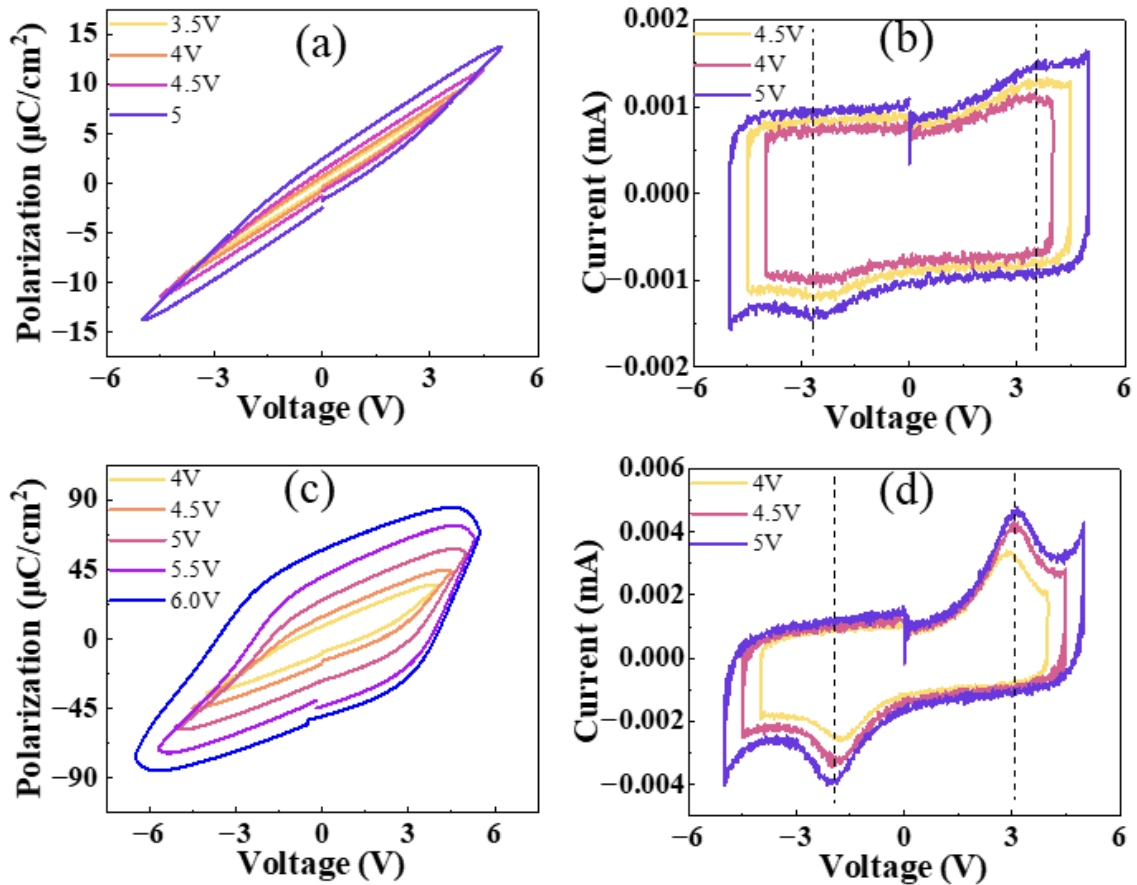 (a)
3.5V
4V
4.5V
5
Polarization (μC/cm²)
15
10
5
0
−5
−10
−15
−6
−3
0
3
6
Voltage (V)
(b)
4.5V
4V
5V
Current (mA)
0.002
0.001
0.000
−0.001
−0.002
−6
−3
0
3
6
Voltage (V)
(c)
4V
4.5V
5V
5.5V
6.0V
Polarization (μC/cm²)
90
45
0
−45
−90
−6
−3
0
3
6
Voltage (V)
(d)
4V
4.5V
5V
Current (mA)
0.006
0.004
0.002
0.000
−0.002
−0.004
−6
−3
0
3
6
Voltage (V)